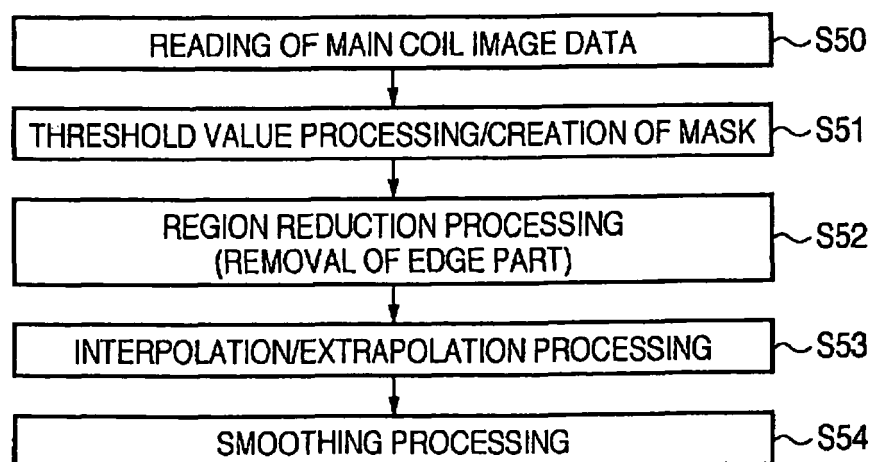 READING OF MAIN COIL IMAGE DATA S50
THRESHOLD VALUE PROCESSING/CREATION OF MASK S51
REGION REDUCTION PROCESSING
(REMOVAL OF EDGE PART) S52
INTERPOLATION/EXTRAPOLATION PROCESSING S53
SMOOTHING PROCESSING S54